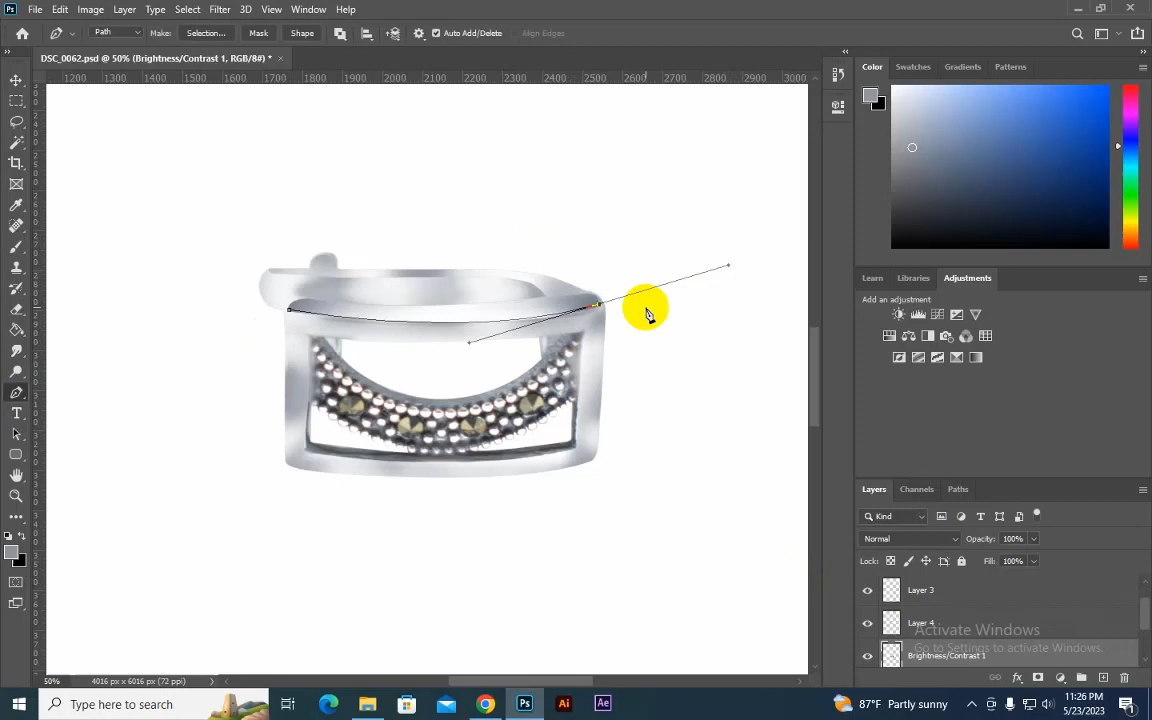 Ps File Edit Image Layer Type Select Filter 3D View Window Help
Path Make: Selection... Mask Shape Auto Add/Delete Align Edges
DSC_0062.psd @ 50% (Brightness/Contrast 1, RGB/8#) * ×
1200 1300 1400 1500 1600 1700 1800 1900 2000 2100 2200 2300 2400 2500 2600 2700 2800 2900 3000
Color Swatches Gradients Patterns
Learn Libraries Adjustments
Add an adjustment
Layers Channels Paths
Kind
Normal Opacity: 100%
Lock: Fill: 100%
Layer 3
Layer 4
Brightness/Contrast 1
Activate Windows
Go to Settings to activate Windows.
50% 4016 px x 6016 px (72 ppi)
Type here to search
Ps Ai Ae
87°F Partly sunny
11:26 PM
5/23/2023
1